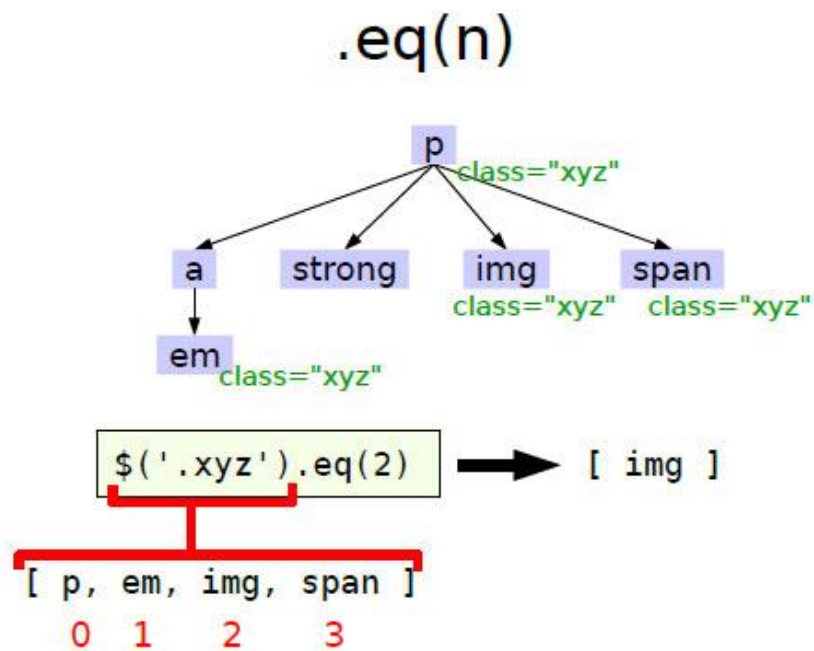 .eq(n)
p
class="xyz"
a strong img span
class="xyz" class="xyz"
em
class="xyz"
$('.xyz').eq(2) [ img ]
[ p, em, img, span ]
0 1 2 3